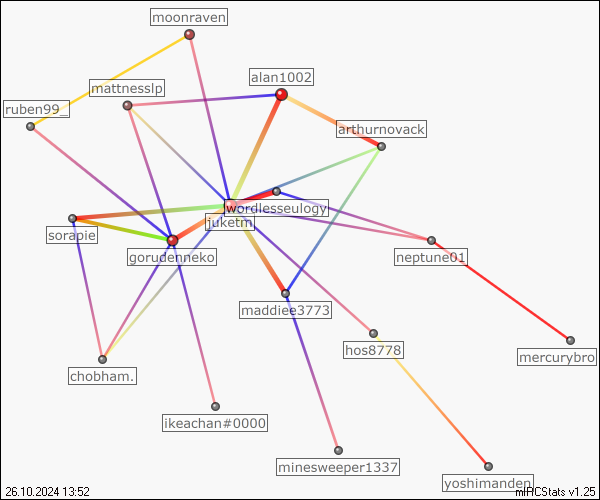 moonraven
alan1002
mattnesslp
ruben99_
arthurnovack
wordlesseulogy
juketm
sorapie
gorudenneko
neptune01
maddiee3773
hos8778
mercurybro
chobham.
ikeachan#0000
minesweeper1337
yoshimanden
26.10.2024 13:52
mIRCStats v1.25